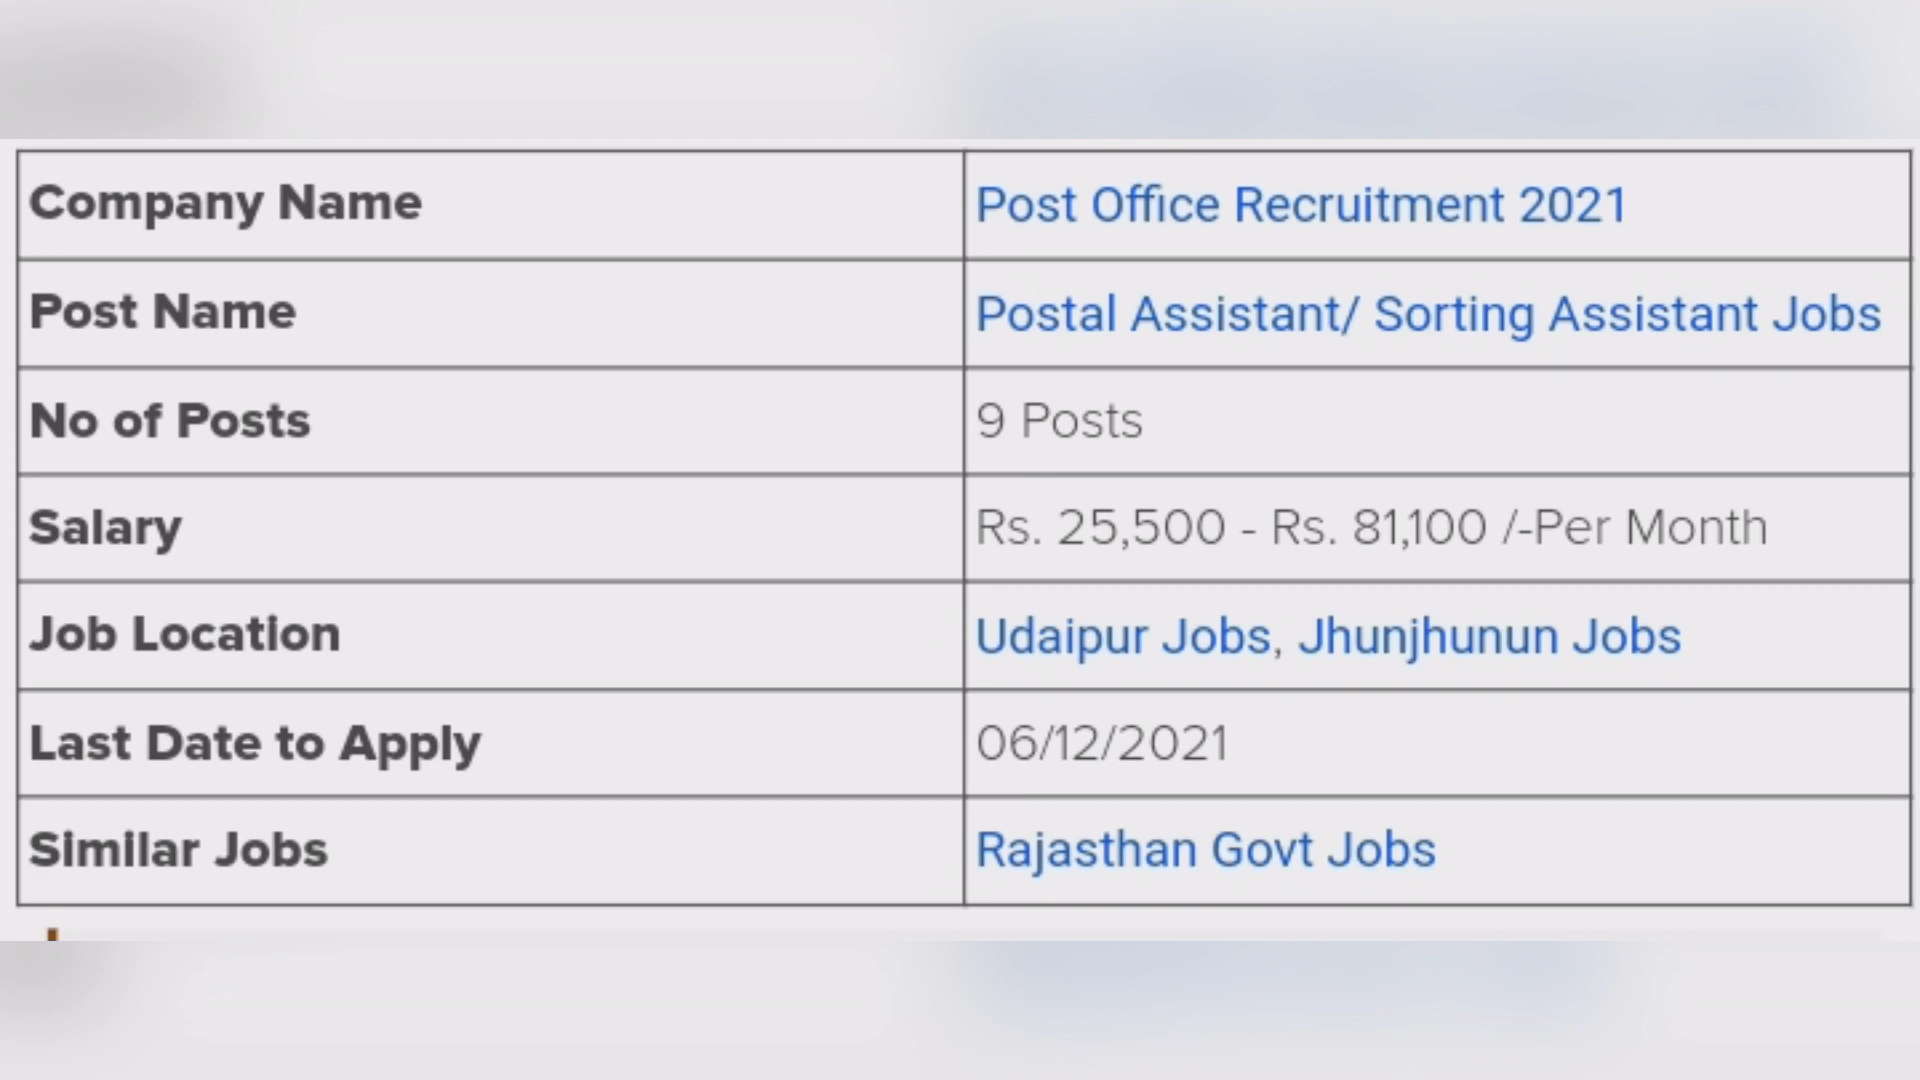 Company Name Post Office Recruitment 2021
Post Name Postal Assistant/ Sorting Assistant Jobs
No of Posts 9 Posts
Salary Rs. 25,500 - Rs. 81,100 /-Per Month
Job Location Udaipur Jobs, Jhunjhunun Jobs
Last Date to Apply 06/12/2021
Similar Jobs Rajasthan Govt Jobs